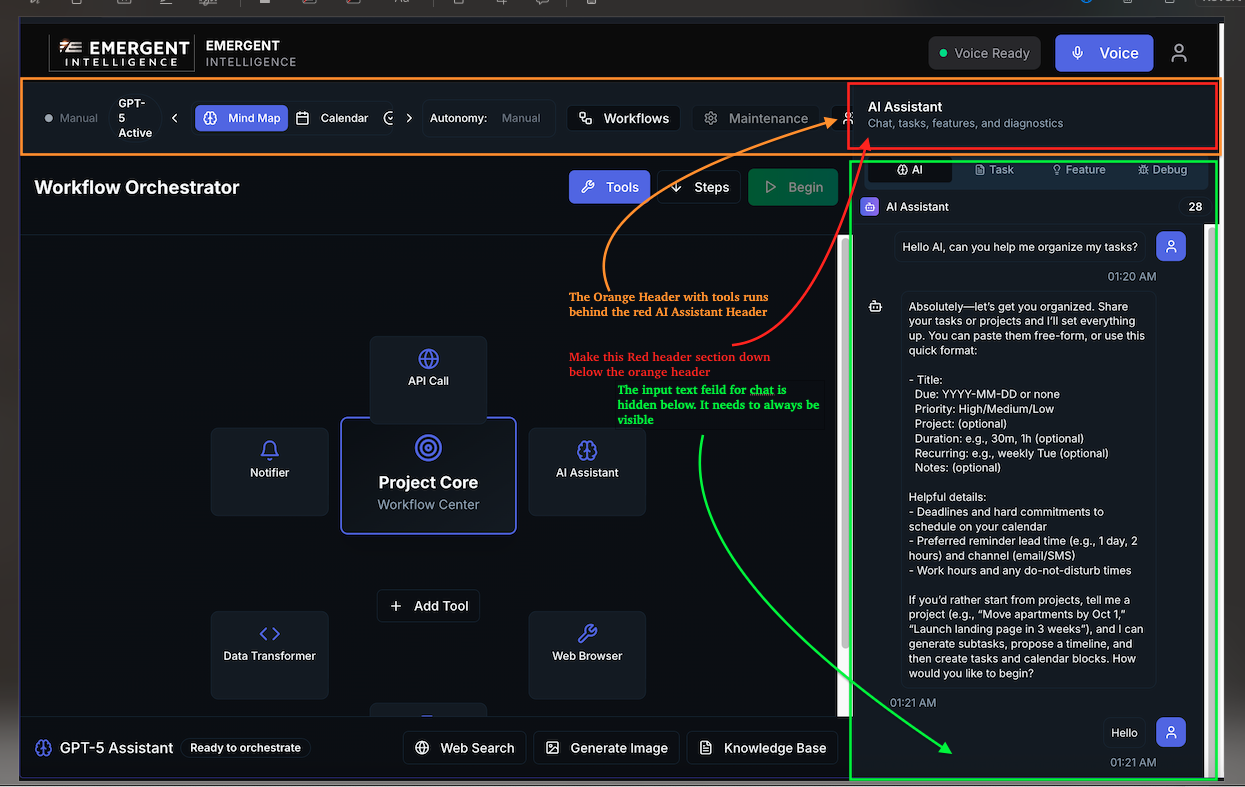 EMERGENT
INTELLIGENCE
EMERGENT
INTELLIGENCE
Voice Ready
Voice
Manual
GPT-
5
Active
Mind Map
Calendar
Autonomy:
Manual
Workflows
Maintenance
AI Assistant
Chat, tasks, features, and diagnostics
Workflow Orchestrator
Tools
Steps
Begin
AI
Task
Feature
Debug
AI Assistant
28
Hello AI, can you help me organize my tasks?
01:20 AM
The Orange Header with tools runs
behind the red AI Assistant Header
Make this Red header section down
below the orange header
The input text feild for chat is
hidden below. It needs to always be
visible
API Call
Notifier
Project Core
Workflow Center
AI Assistant
Add Tool
Data Transformer
Web Browser
Absolutely—let’s get you organized. Share
your tasks or projects and I’ll set everything
up. You can paste them free-form, or use this
quick format:
- Title:
Due: YYYY-MM-DD or none
Priority: High/Medium/Low
Project: (optional)
Duration: e.g., 30m, 1h (optional)
Recurring: e.g., weekly Tue (optional)
Notes: (optional)
Helpful details:
- Deadlines and hard commitments to
schedule on your calendar
- Preferred reminder lead time (e.g., 1 day, 2
hours) and channel (email/SMS)
- Work hours and any do-not-disturb times
If you’d rather start from projects, tell me a
project (e.g., “Move apartments by Oct 1,”
“Launch landing page in 3 weeks”), and I can
generate subtasks, propose a timeline, and
then create tasks and calendar blocks. How
would you like to begin?
01:21 AM
Hello
01:21 AM
GPT-5 Assistant
Ready to orchestrate
Web Search
Generate Image
Knowledge Base